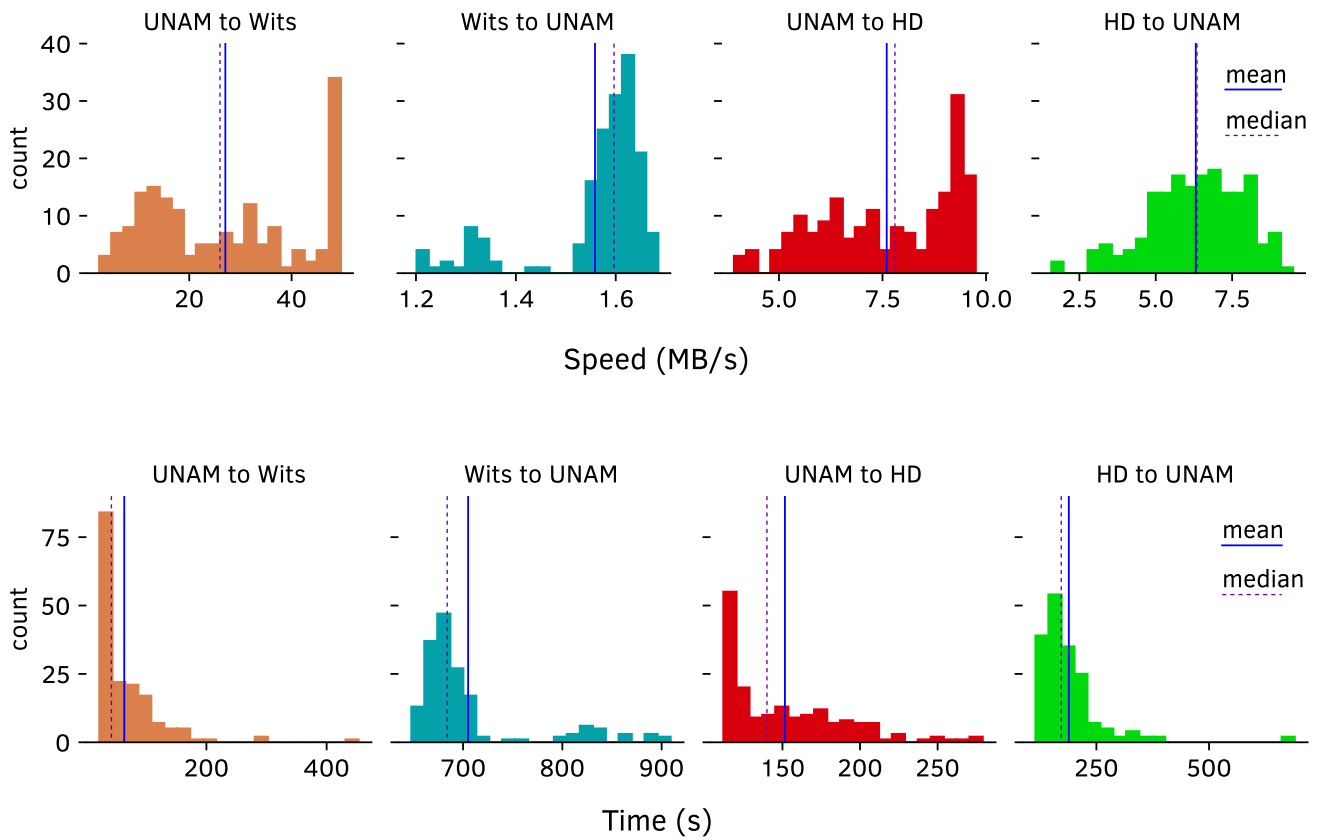 UNAM to Wits
Wits to UNAM
UNAM to HD
HD to UNAM
count
40
30
20
10
0
mean
median
20 40
1.2 1.4 1.6
5.0 7.5 10.0
2.5 5.0 7.5
Speed (MB/s)
UNAM to Wits
Wits to UNAM
UNAM to HD
HD to UNAM
count
75
50
25
0
mean
median
200 400
700 800 900
150 200 250
250 500
Time (s)